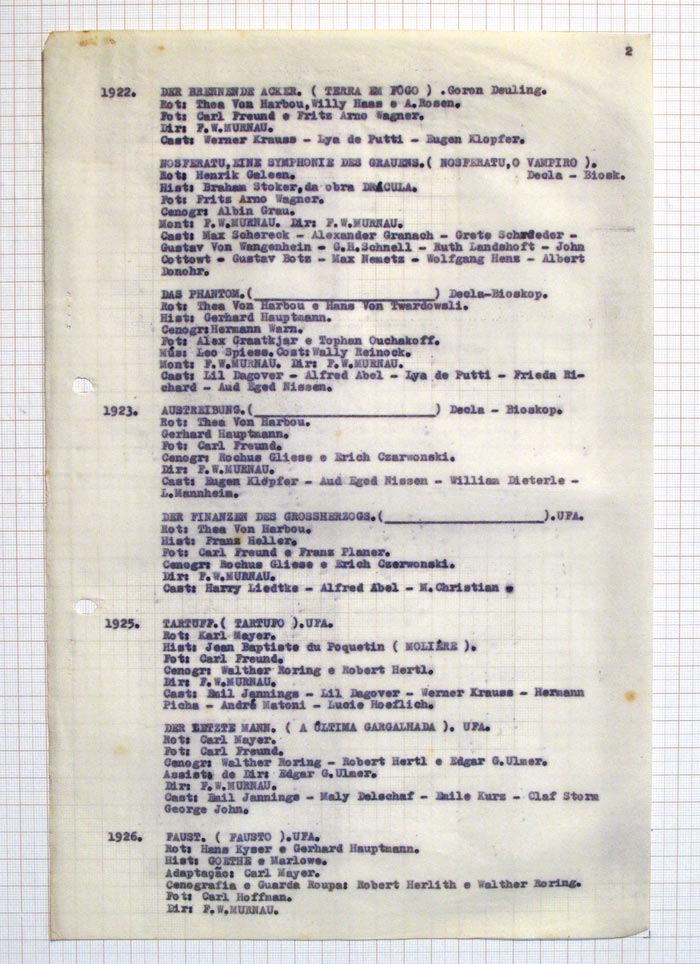 2
1922. DER BRENNENDE ACKER. ( TERRA EM FÔGO ) .Goron Deuling.
Rot: Thea Von Harbou,Willy Haas e A.Rosen.
Fot: Carl Freund e Fritz Arno Wagner.
Dir: F.W.MURNAU.
Cast: Werner Krauss - Lya de Putti - Eugen Klopfer.
NOSFERATU,EINE SYMPHONIE DES GRAUENS.( NOSFERATU,O VAMPIRO ).
Rot: Henrik Galeen. Decla - Biosk.
Hist: Braham Stoker,da obra DRÁCULA.
Fot: Fritz Arno Wagner.
Cenogr: Albin Grau.
Mont: F.W.MURNAU. Dir: F.W.MURNAU.
Cast: Max Schereck - Alexander Granach - Grete Schroeder -
Gustav Von Wangenhein - G.H.Schnell - Ruth Landshoft - John
Cottowt - Gustav Botz - Max Nemetz - Wolfgang Henz - Albert
Donohr.
DAS PHANTOM.( ) Decla-Bioskop.
Rot: Thea Von Harbou e Hans Von Twardowski.
Hist: Gerhard Hauptmann.
Cenogr:Hermann Warn.
Fot: Alex Graatkjar e Tophan Ouchakoff.
Mús: Leo Spiess.Cost:Wally Reinock.
Mont: F.W.MURNAU. Dir: F.W.MURNAU.
Cast: Lil Dagover - Alfred Abel - Lya de Putti - Frieda Ri-
chard - Aud Eged Nissen.
1923. AUSTREIBUNG.( ) Decla - Bioskop.
Rot: Thea Von Harbou.
Gerhard Hauptmann.
Fot: Carl Freund.
Cenogr: Rochus Gliese e Erich Czarwonski.
Dir: F.W.MURNAU.
Cast: Eugen Klopfer - Aud Eged Nissen - William Dieterle -
L.Mannheim.
DER FINANZEN DES GROSSHERZOGS.( ).UFA.
Rot: Thea Von Harbou.
Hist: Franz Heller.
Fot: Carl Freund e Franz Planer.
Cenogr: Rochus Gliese e Erich Czerwonski.
Dir: F.W.MURNAU.
Cast: Harry Liedtke - Alfred Abel - M.Christian
1925. TARTUFF.( TARTUFO ).UFA.
Rot: Karl Mayer.
Hist: Jean Baptiste du Poquetin ( MOLIÈRE ).
Fot: Carl Freund.
Cenogr: Walther Roring e Robert Hertl.
Dir: F.W.MURNAU.
Cast: Emil Jannings - Lil Dagover - Werner Krauss - Hermann
Picha - André Matoni - Lucie Hoeflich.
DER LETZTE MANN. ( A ÚLTIMA GARGALHADA ). UFA.
Rot: Carl Mayer.
Fot: Carl Freund.
Cenogr: Walther Roring - Robert Hertl e Edgar G.Ulmer.
Assist. de Dir: Edgar G.Ulmer.
Dir: F.W.MURNAU.
Cast: Emil Jannings - Maly Delschaf - Emile Kurz - Claf Storm
George John.
1926. FAUST. ( FAUSTO ).UFA.
Rot: Hans Kyser e Gerhard Hauptmann.
Hist: GOETHE e Marlowe.
Adaptação: Carl Mayer.
Cenografia e Guarda Roupa: Robert Herlith e Walther Roring.
Fot: Carl Hoffman.
Dir: F.W.MURNAU.